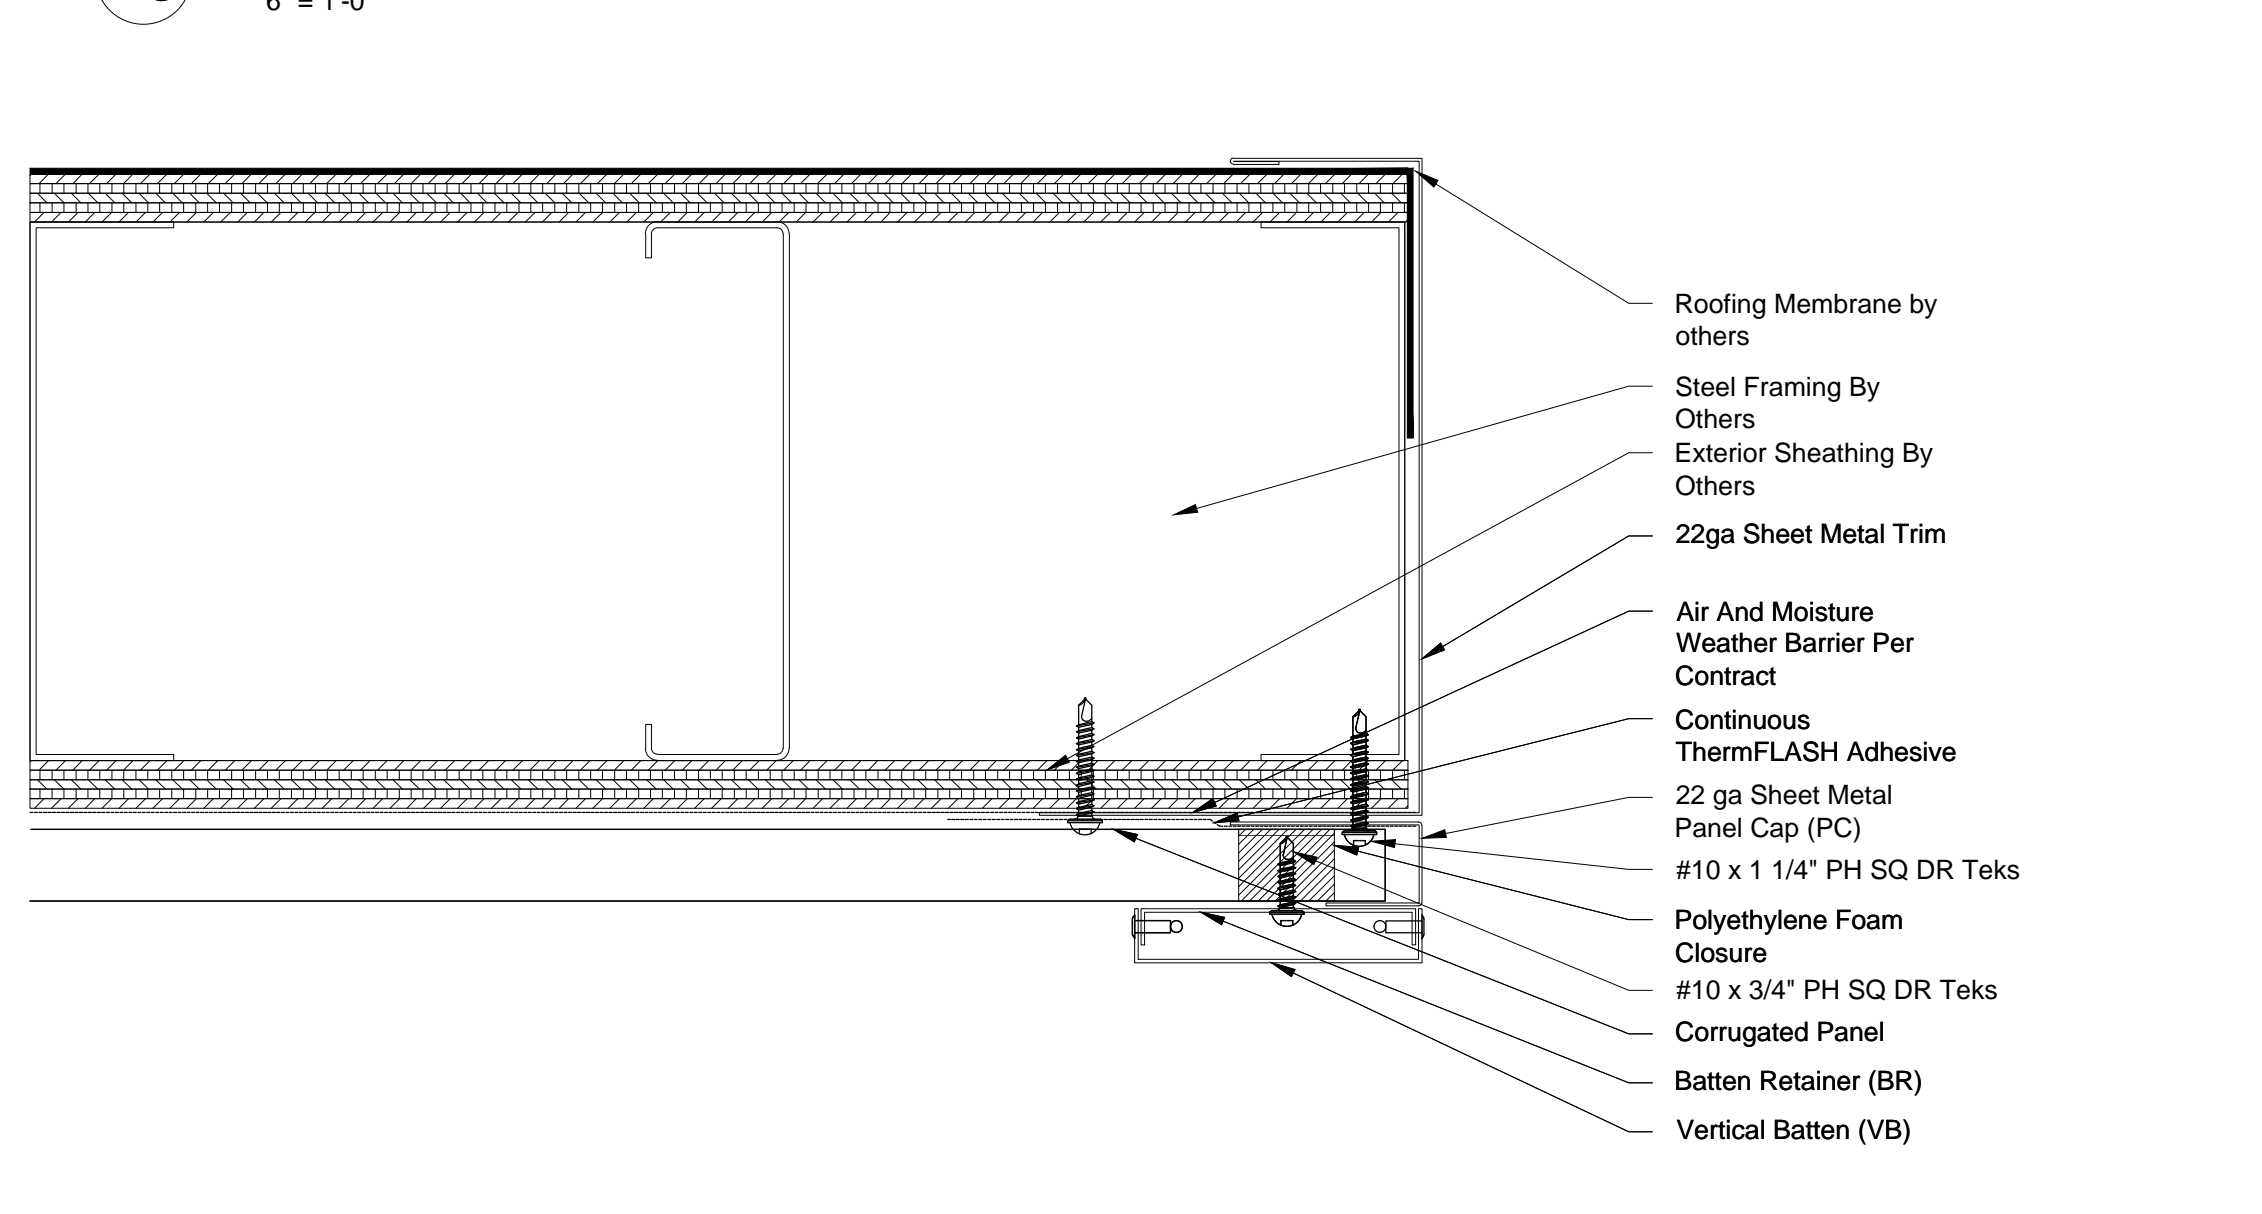 6" = 1'-0"
Roofing Membrane by
others
Steel Framing By
Others
Exterior Sheathing By
Others
22ga Sheet Metal Trim
Air And Moisture
Weather Barrier Per
Contract
Continuous
ThermFLASH Adhesive
22 ga Sheet Metal
Panel Cap (PC)
#10 x 1 1/4" PH SQ DR Teks
Polyethylene Foam
Closure
#10 x 3/4" PH SQ DR Teks
Corrugated Panel
Batten Retainer (BR)
Vertical Batten (VB)